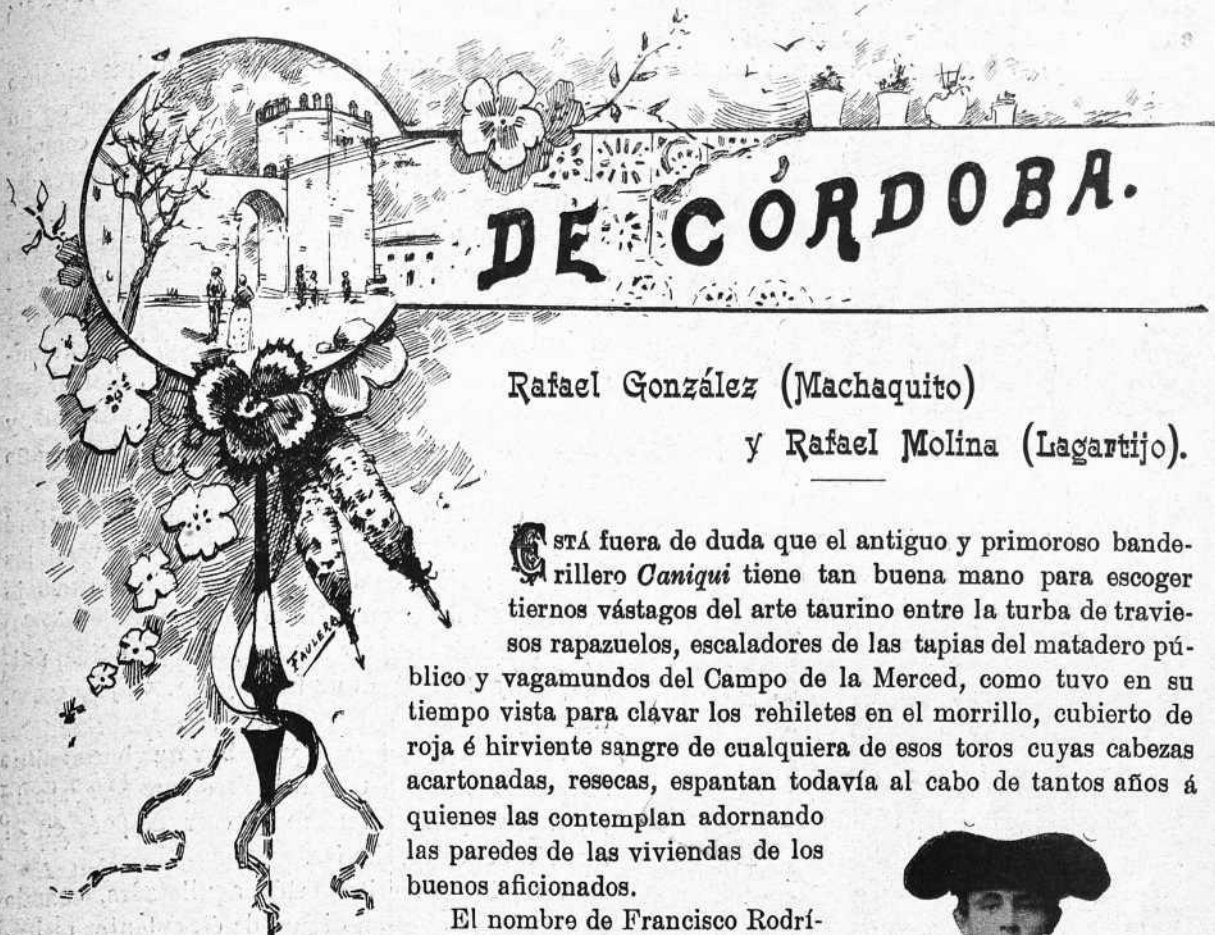 DE CÓRDOBA.
Rafael González (Machaquito)
y Rafael Molina (Lagartijo).
ESTÁ fuera de duda que el antiguo y primoroso bande-
rillero Caniqui tiene tan buena mano para escoger
tiernos vástagos del arte taurino entre la turba de travie-
sos rapazuelos, escaladores de las tapias del matadero pú-
blico y vagamundos del Campo de la Merced, como tuvo en su
tiempo vista para clavar los rehiletes en el morrillo, cubierto de
roja é hirviente sangre de cualquiera de esos toros cuyas cabezas
acartonadas, resecas, espantan todavía al cabo de tantos años á
quienes las contemplan adornando
las paredes de las viviendas de los
buenos aficionados.
El nombre de Francisco Rodrí-
FAULERA